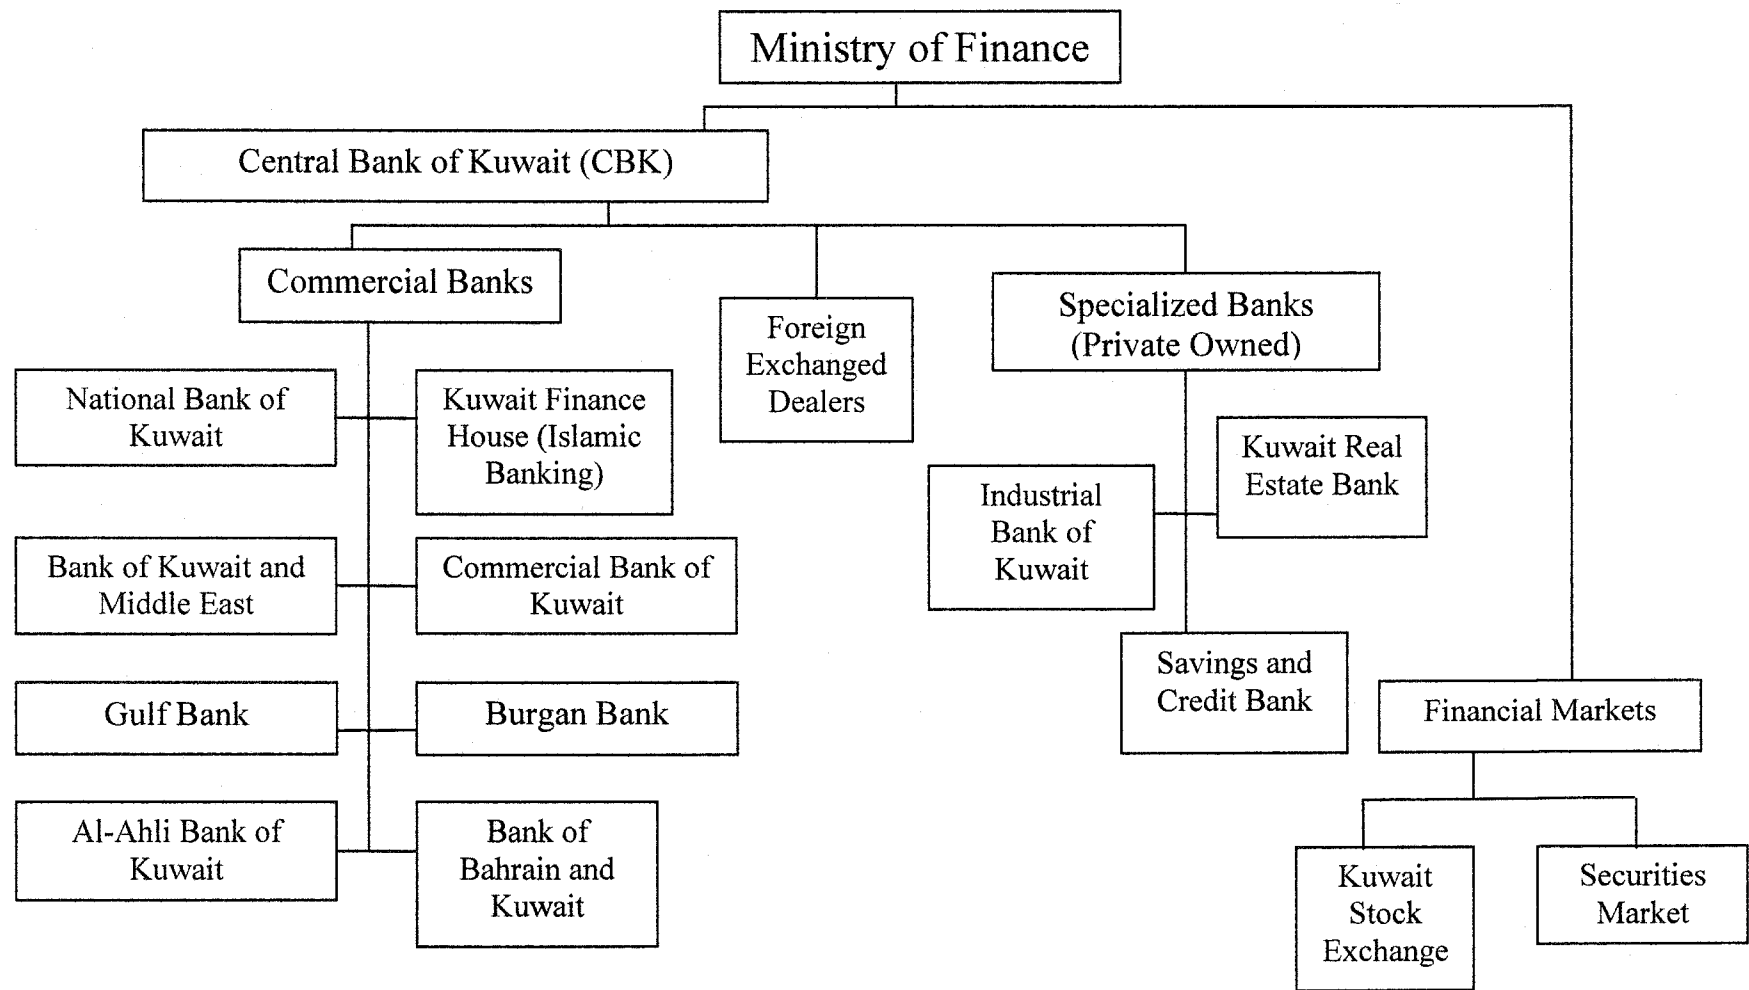 Ministry of Finance
Central Bank of Kuwait (CBK)
Commercial Banks
Foreign
Exchanged
Dealers
Specialized Banks
(Private Owned)
National Bank of
Kuwait
Kuwait Finance
House (Islamic
Banking)
Kuwait Real
Estate Bank
Industrial
Bank of
Kuwait
Bank of Kuwait and
Middle East
Commercial Bank of
Kuwait
Savings and
Credit Bank
Gulf Bank
Burgan Bank
Financial Markets
Al-Ahli Bank of
Kuwait
Bank of
Bahrain and
Kuwait
Kuwait
Stock
Exchange
Securities
Market